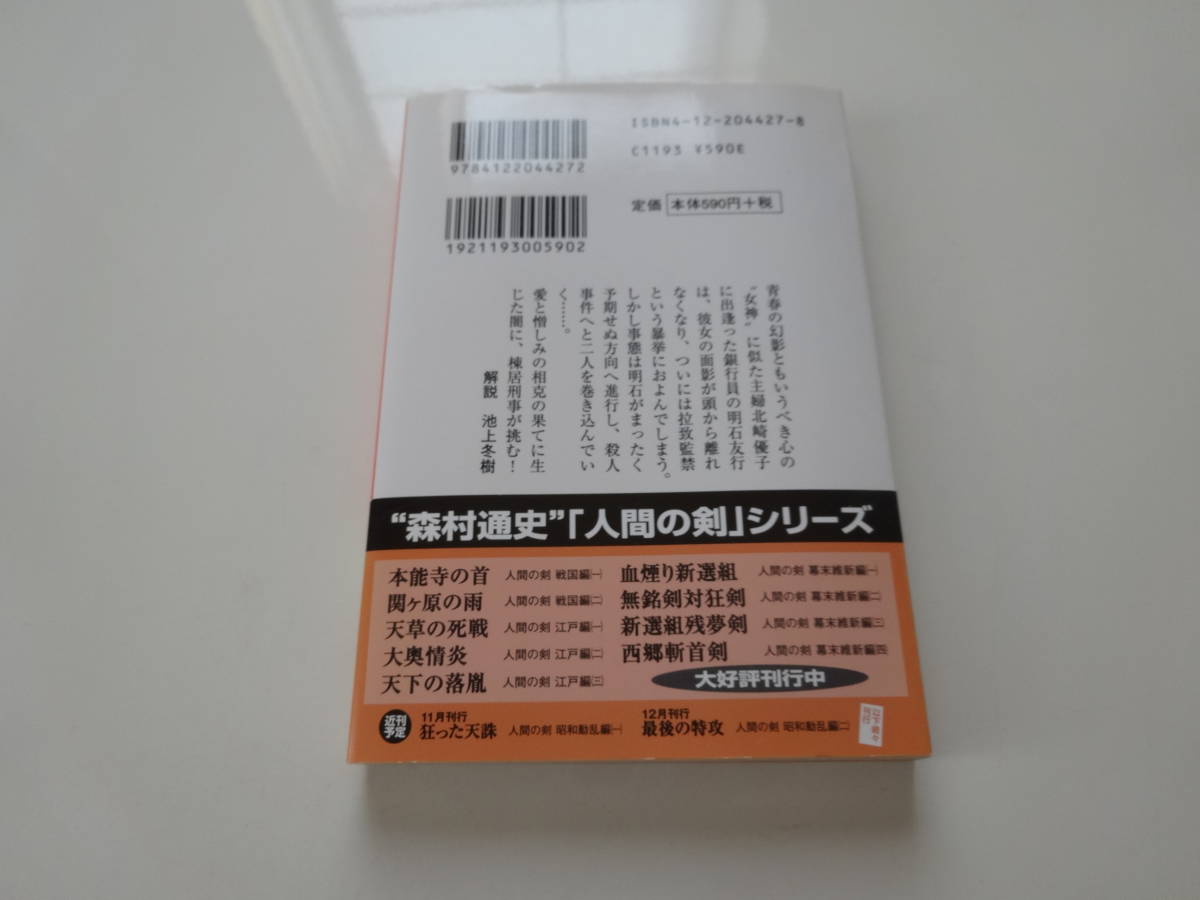 ISBN4-12-204427-8
C1193 ¥590E
9784122044272
定価 本体590円+税
1921193005902
青春の幻影ともいうべき心の
〝女神〟に似た主婦北崎優子
に出逢った銀行員の明石友行
は、彼女の面影が頭から離れ
なくなり、ついには拉致監禁
という暴挙におよんでしまう。
しかし事態は明石がまったく
予期せぬ方向へ進行し、殺人
事件へと二人を巻き込んでい
く……。
愛と憎しみの相克の果てに生
じた闇に、棟居刑事が挑む!
解説 池上冬樹
“森村通史”「人間の剣」シリーズ
本能寺の首 人間の剣 戦国編㈠
関ヶ原の雨 人間の剣 戦国編㈡
天草の死戦 人間の剣 江戸編㈠
大奥情炎 人間の剣 江戸編㈡
天下の落胤 人間の剣 江戸編㈢
血煙り新選組 人間の剣 幕末維新編㈠
無銘剣対狂剣 人間の剣 幕末維新編㈡
新選組残夢剣 人間の剣 幕末維新編㈢
西郷斬首剣 人間の剣 幕末維新編㈣
大好評刊行中
近刊予定
11月刊行
狂った天誅 人間の剣 昭和動乱編㈠
12月刊行
最後の特攻 人間の剣 昭和動乱編㈡
以下続々
刊行